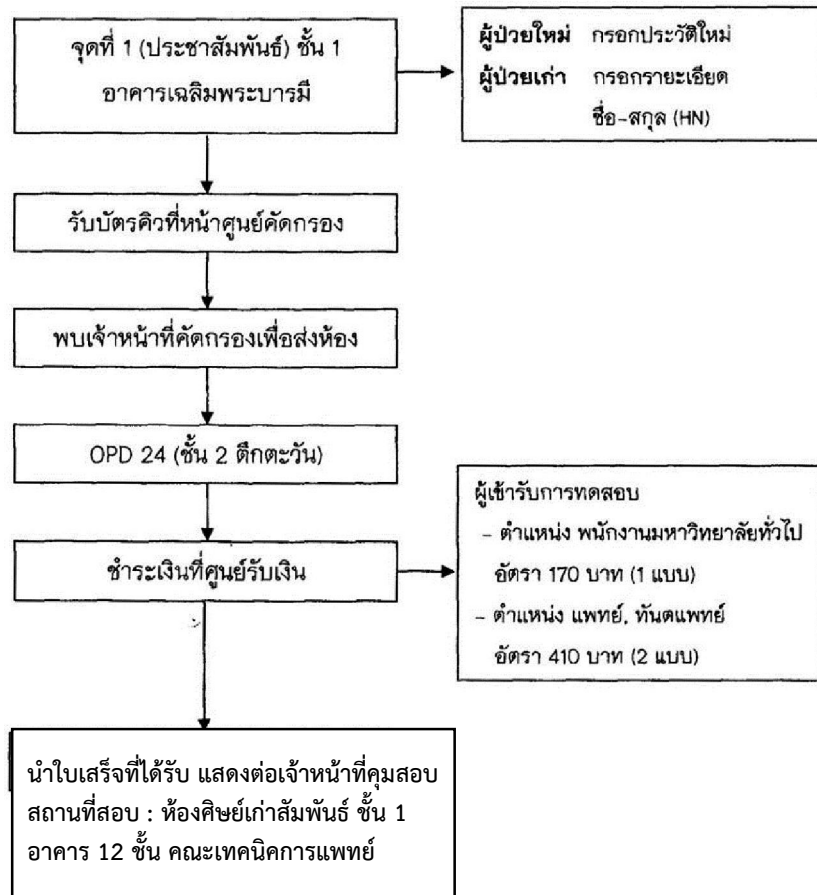 จุดที่ 1 (ประชาสัมพันธ์) ชั้น 1
อาคารเฉลิมพระบารมี
ผู้ป่วยใหม่ กรอกประวัติใหม่
ผู้ป่วยเก่า กรอกรายะเอียด
ชื่อ-สกุล (HN)
รับบัตรคิวที่หน้าศูนย์คัดกรอง
พบเจ้าหน้าที่คัดกรองเพื่อส่งห้อง
OPD 24 (ชั้น 2 ตึกตะวัน)
ชำระเงินที่ศูนย์รับเงิน
ผู้เข้ารับการทดสอบ
- ตำแหน่ง พนักงานมหาวิทยาลัยทั่วไป
อัตรา 170 บาท (1 แบบ)
- ตำแหน่ง แพทย์, ทันตแพทย์
อัตรา 410 บาท (2 แบบ)
นำใบเสร็จที่ได้รับ แสดงต่อเจ้าหน้าที่คุมสอบ
สถานที่สอบ : ห้องศิษย์เก่าสัมพันธ์ ชั้น 1
อาคาร 12 ชั้น คณะเทคนิคการแพทย์